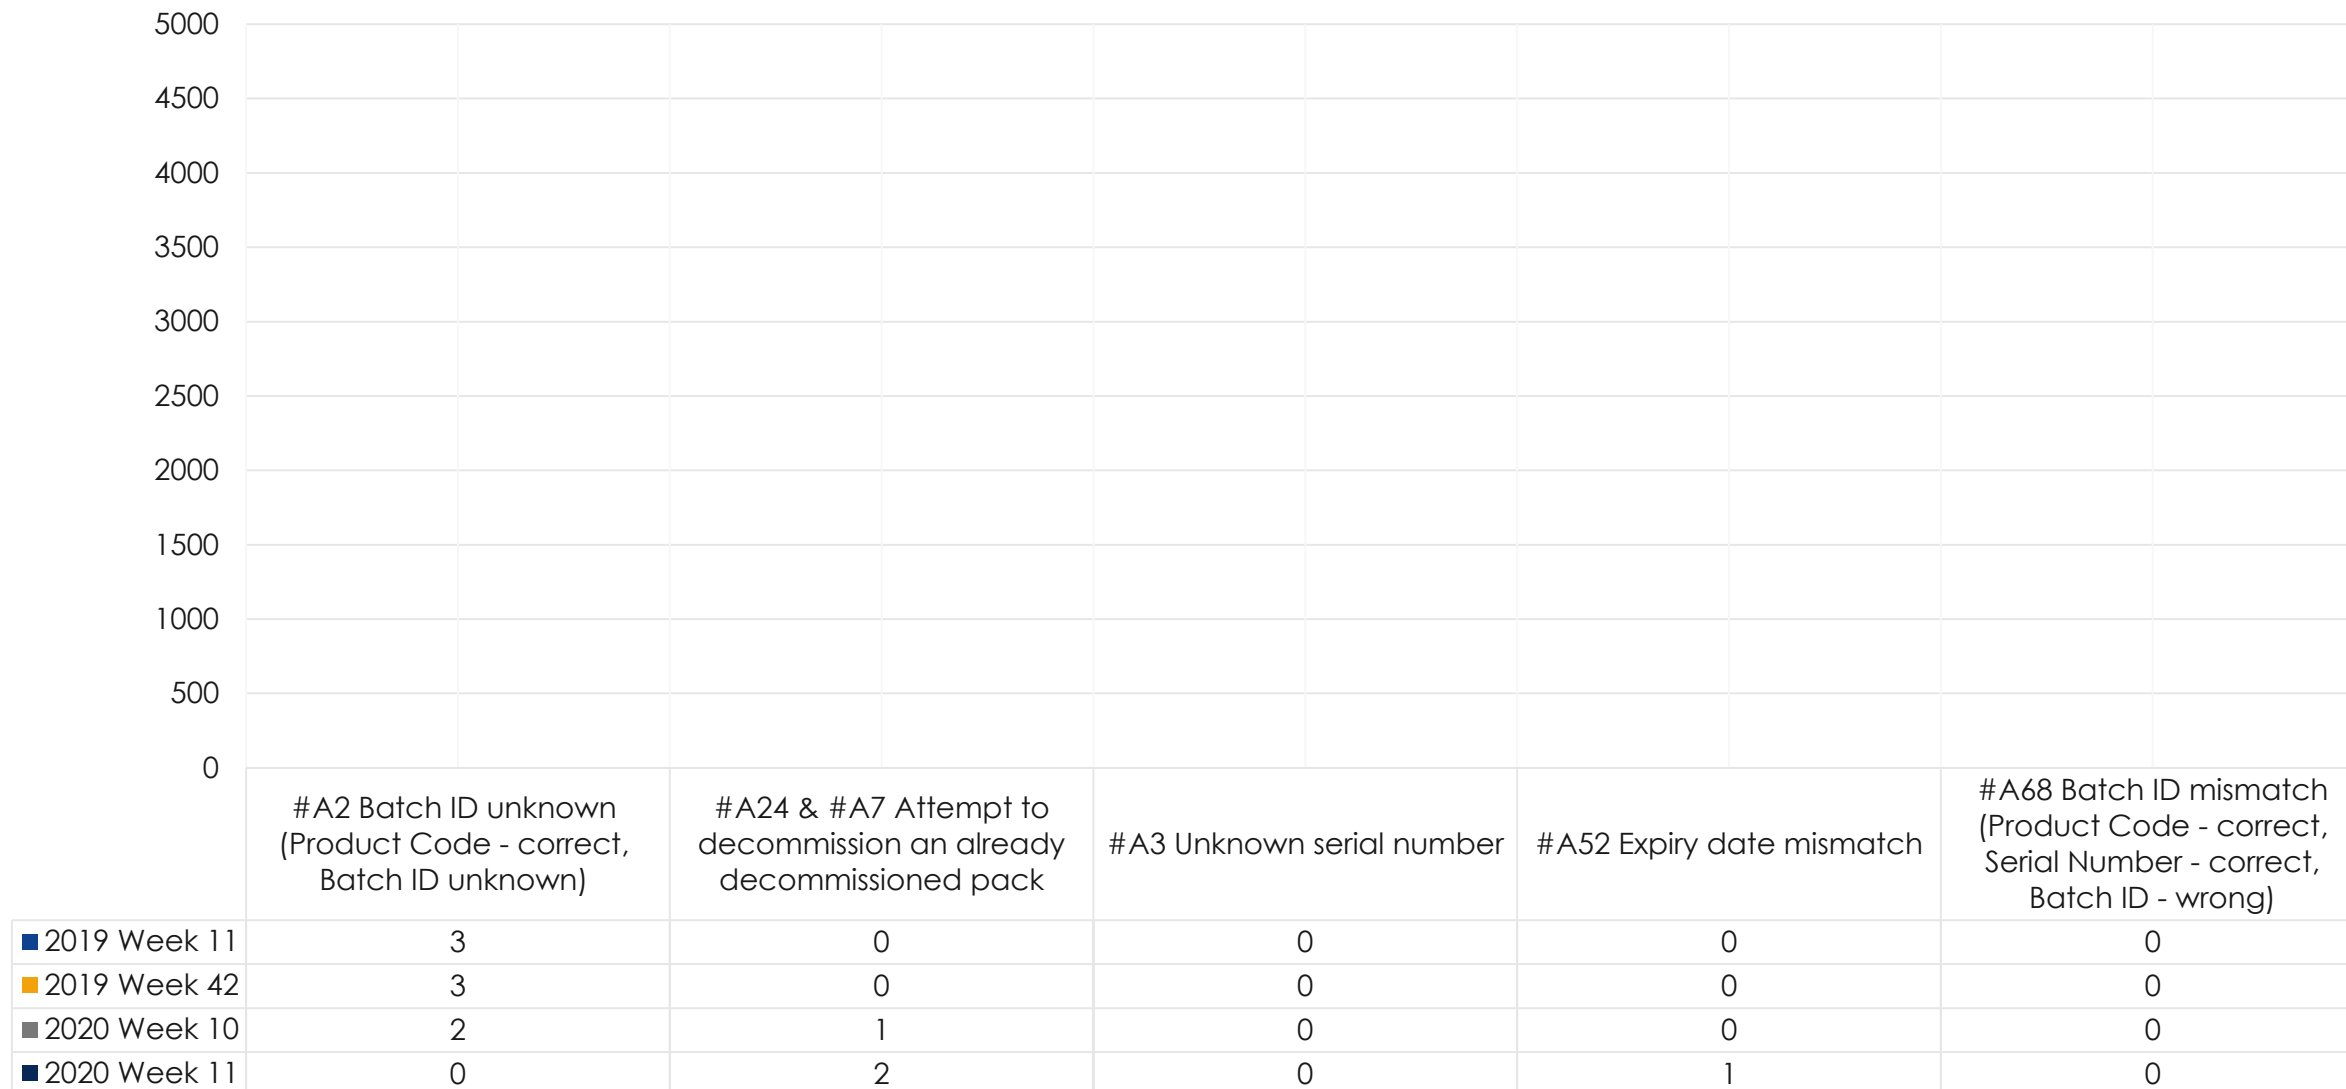 5000
4500
4000
3500
3000
2500
2000
1500
1000
500
0
#A2 Batch ID unknown
(Product Code - correct,
Batch ID unknown)
#A24 & #A7 Attempt to
decommission an already
decommissioned pack
#A3 Unknown serial number
#A52 Expiry date mismatch
#A68 Batch ID mismatch
(Product Code - correct,
Serial Number - correct,
Batch ID - wrong)
2019 Week 11 3 0 0 0 0
2019 Week 42 3 0 0 0 0
2020 Week 10 2 1 0 0 0
2020 Week 11 0 2 0 1 0